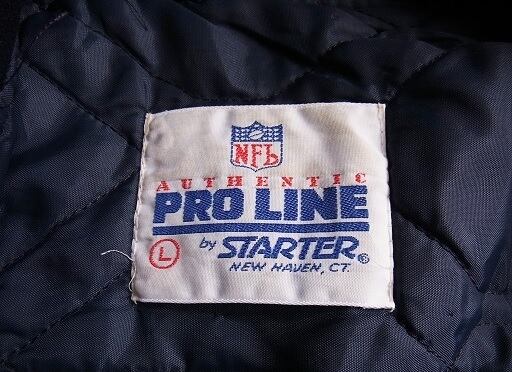 NFL
AUTHENTIC
PRO LINE
by STARTER®
L
NEW HAVEN, CT.